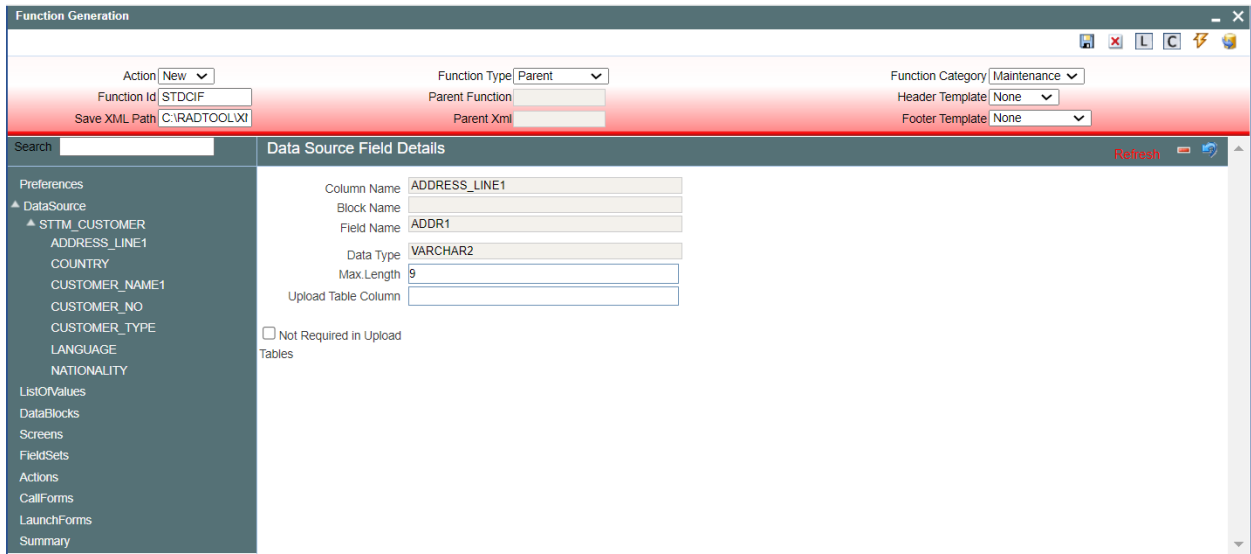 Function Generation
L C
Action New Function Type Parent Function Category Maintenance
Function Id STDCIF Parent Function Header Template None
Save XML Path C:\RADTOOL\XI Parent Xml Footer Template None
Search Data Source Field Details Refresh
Preferences
DataSource
STTM_CUSTOMER
ADDRESS_LINE1
COUNTRY
CUSTOMER_NAME1
CUSTOMER_NO
CUSTOMER_TYPE
LANGUAGE
NATIONALITY
ListOfValues
DataBlocks
Screens
FieldSets
Actions
CallForms
LaunchForms
Summary
Column Name ADDRESS_LINE1
Block Name
Field Name ADDR1
Data Type VARCHAR2
Max.Length 9
Upload Table Column
Not Required in Upload
Tables